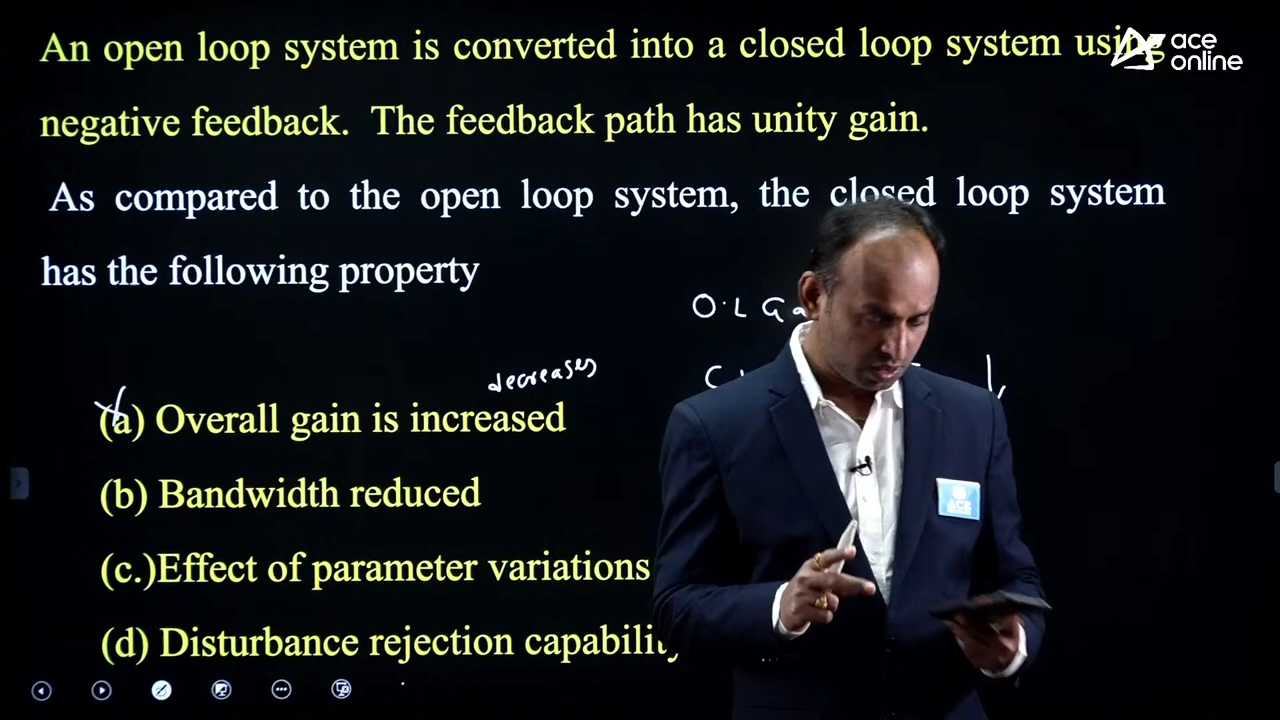 An open loop system is converted into a closed loop system using
ace
online
negative feedback. The feedback path has unity gain.
As compared to the open loop system, the closed loop system
has the following property
O.L
decreases
(a) Overall gain is increased
(b) Bandwidth reduced
(c.)Effect of parameter variations
(d) Disturbance rejection